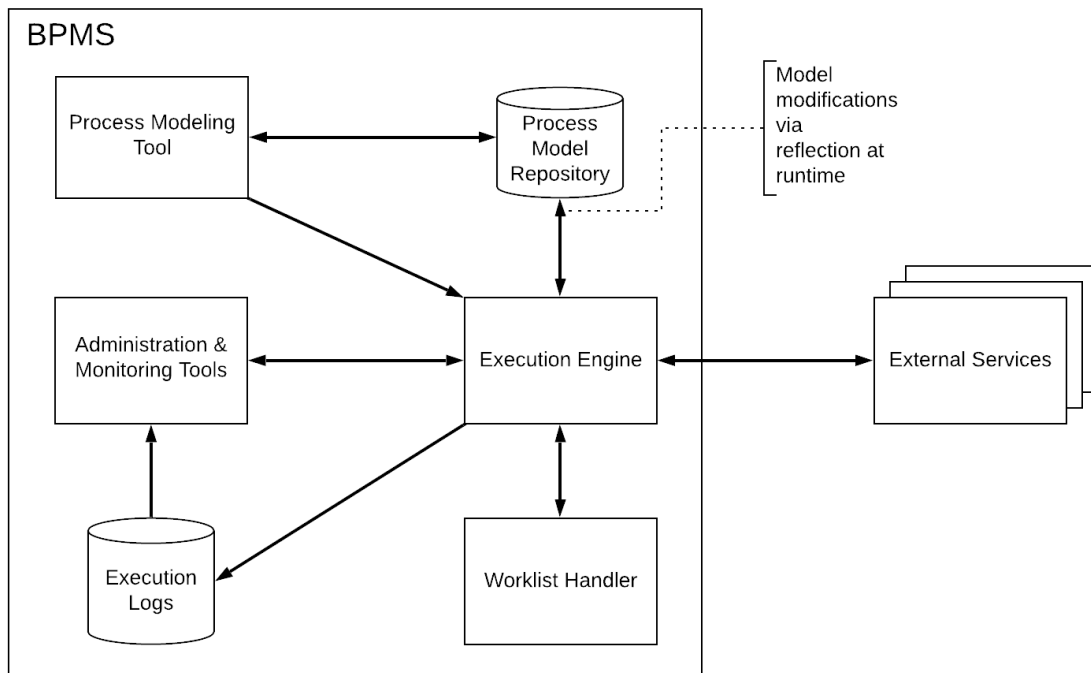 BPMS
Process Modeling
Tool
Process
Model
Repository
Model
modifications
via
reflection at
runtime
Administration &
Monitoring Tools
Execution Engine
External Services
Execution
Logs
Worklist Handler